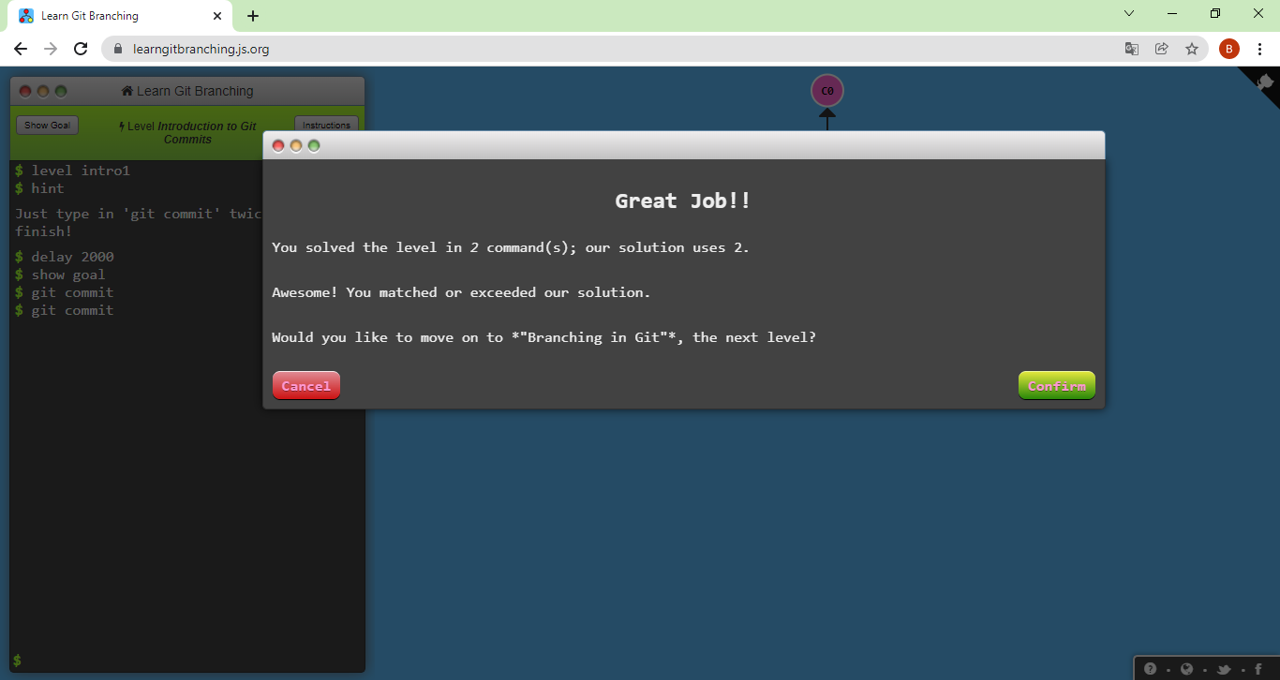 Learn Git Branching
learngitbranching.js.org
B
Learn Git Branching
Show Goal
Level Introduction to Git
Commits
Instructions
C0
$ level intro1
$ hint
Just type in 'git commit' twic
finish!
$ delay 2000
$ show goal
$ git commit
$ git commit
$
Great Job!!
You solved the level in 2 command(s); our solution uses 2.
Awesome! You matched or exceeded our solution.
Would you like to move on to *"Branching in Git"*, the next level?
Cancel
Confirm